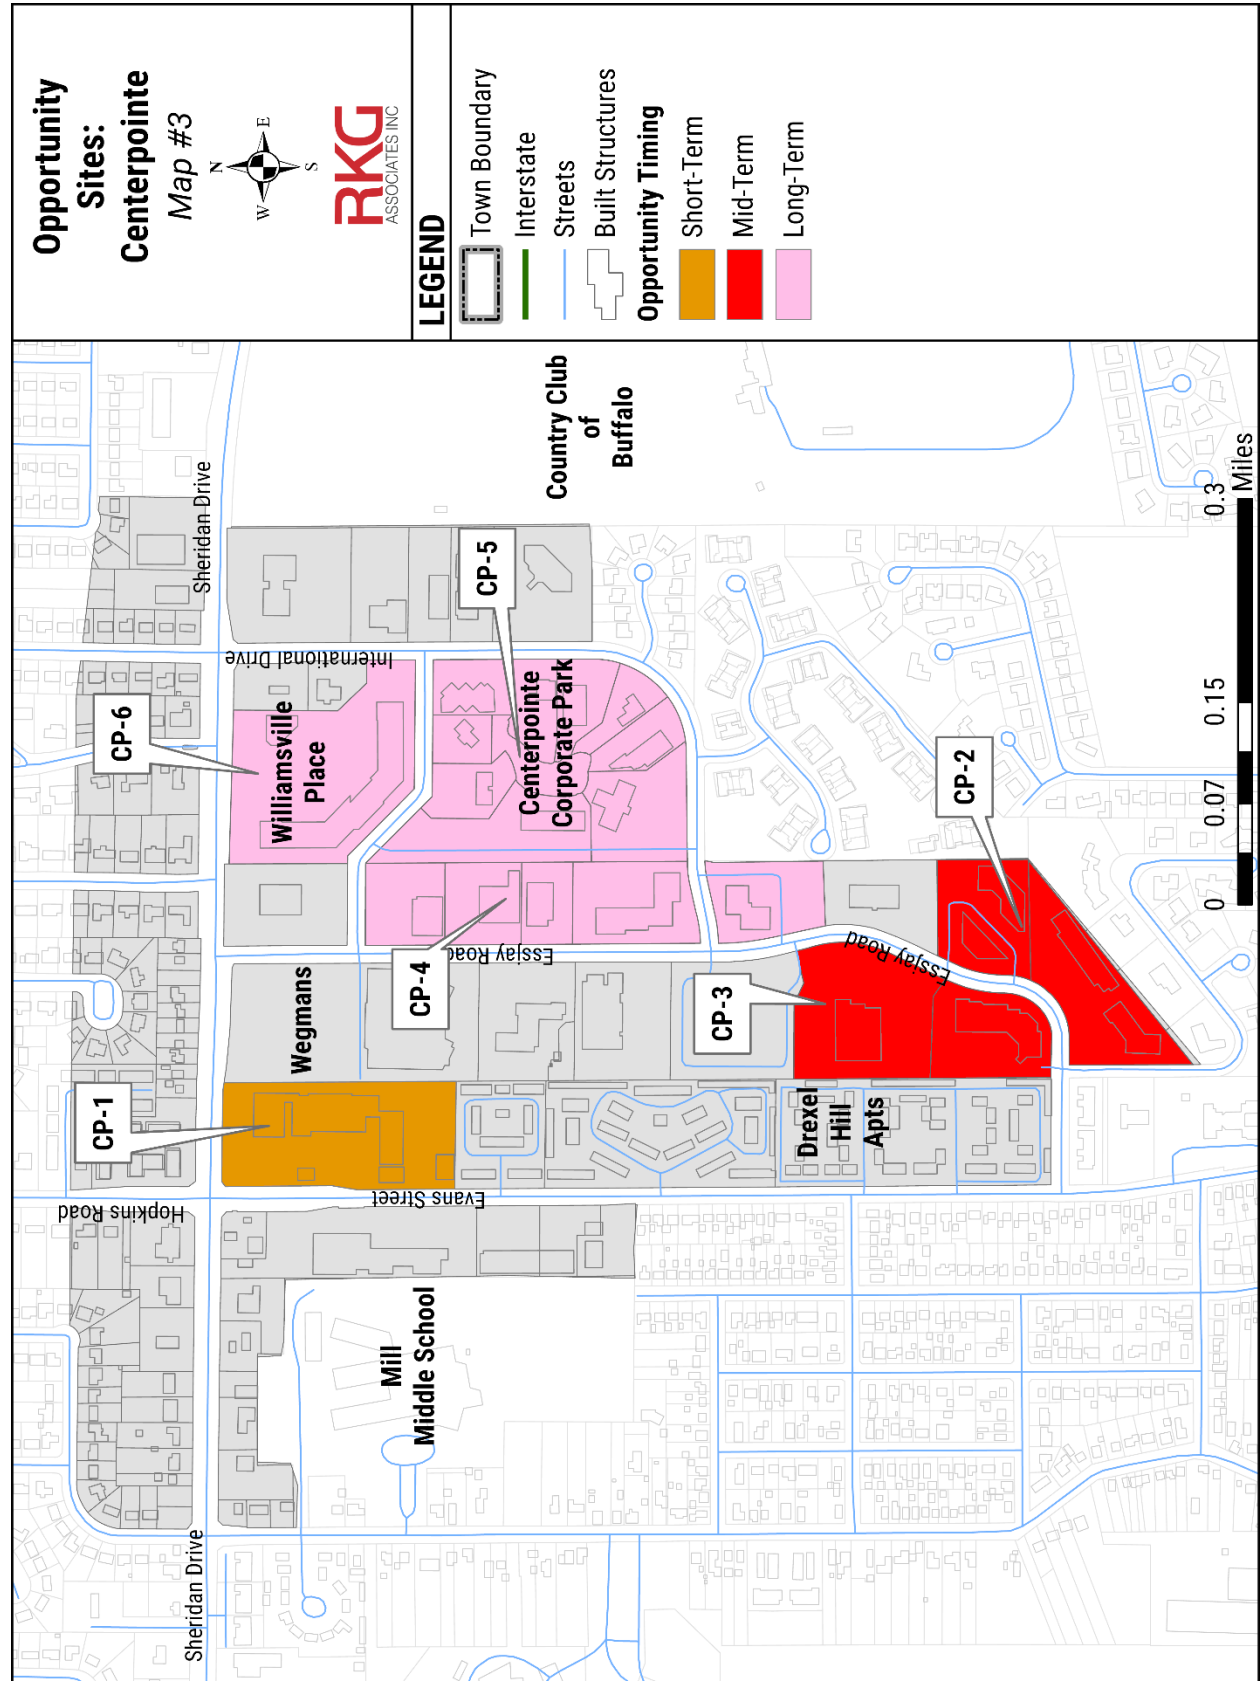 Opportunity
Sites:
Centerpointe
Map #3
N
W
E
S
RKG
ASSOCIATES INC
LEGEND
Town Boundary
Interstate
Streets
Built Structures
Opportunity Timing
Short-Term
Mid-Term
Long-Term
Sheridan Drive
Sheridan Drive
Hopkins Road
Evans Street
International Drive
Essjay Road
Essjay Road
CP-1
CP-6
CP-5
CP-4
CP-3
CP-2
Wegmans
Williamsville
Place
Centerpointe
Corporate Park
Country Club
of
Buffalo
Mill
Middle School
Drexel
Hill
Apts
0
0.07
0.15
0.3
Miles